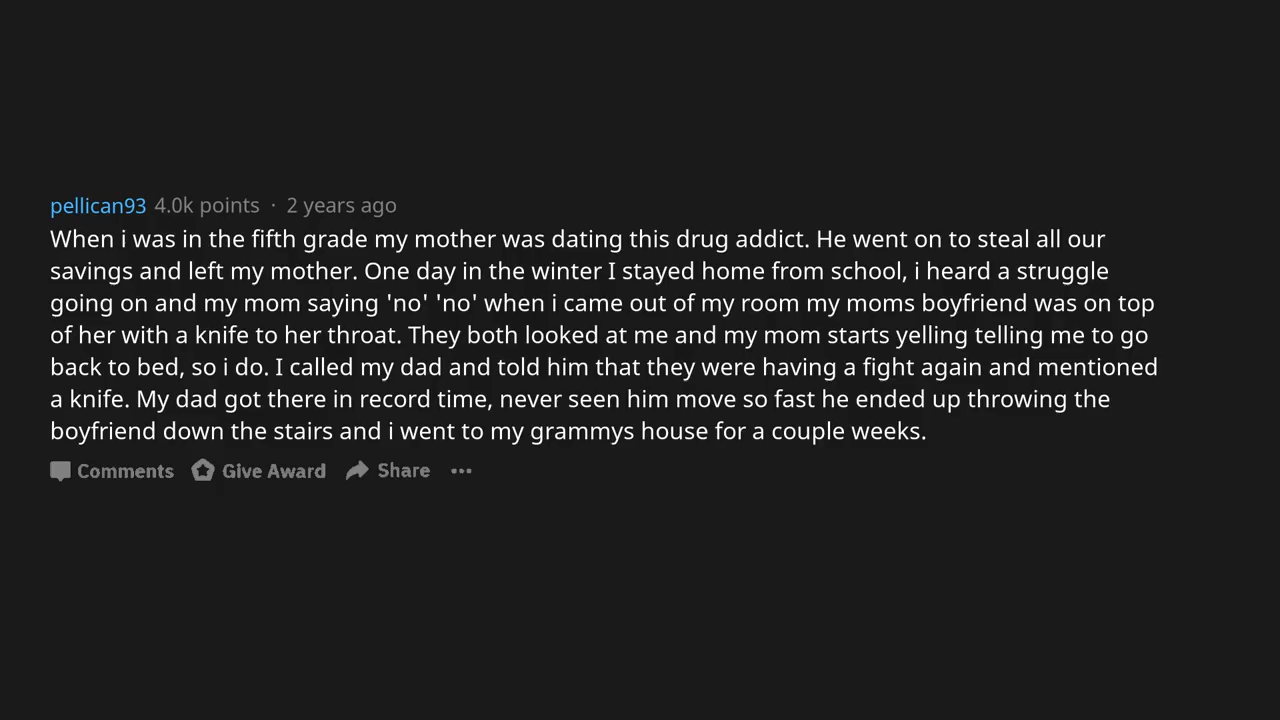 pellican93 4.0k points · 2 years ago
When i was in the fifth grade my mother was dating this drug addict. He went on to steal all our
savings and left my mother. One day in the winter I stayed home from school, i heard a struggle
going on and my mom saying 'no' 'no' when i came out of my room my moms boyfriend was on top
of her with a knife to her throat. They both looked at me and my mom starts yelling telling me to go
back to bed, so i do. I called my dad and told him that they were having a fight again and mentioned
a knife. My dad got there in record time, never seen him move so fast he ended up throwing the
boyfriend down the stairs and i went to my grammys house for a couple weeks.
Comments Give Award Share ···